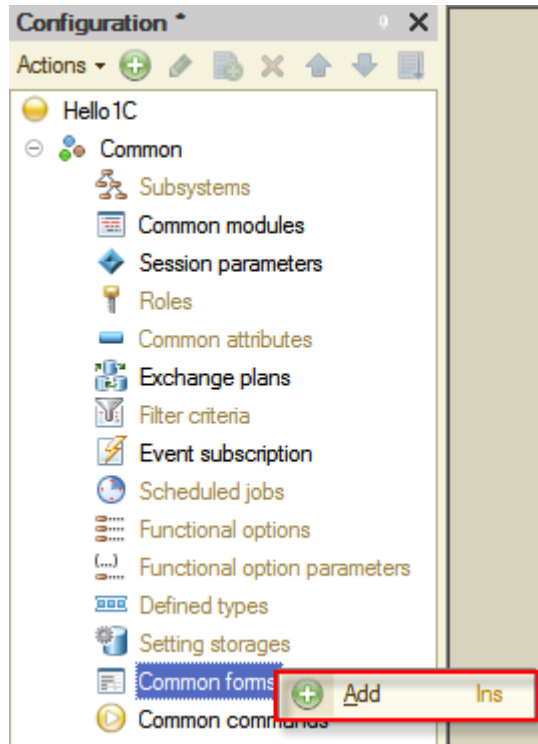 Configuration *
Actions
Hello1C
Common
Subsystems
Common modules
Session parameters
Roles
Common attributes
Exchange plans
Filter criteria
Event subscription
Scheduled jobs
Functional options
(...) Functional option parameters
Defined types
Setting storages
Common forms
Add Ins
Common commands